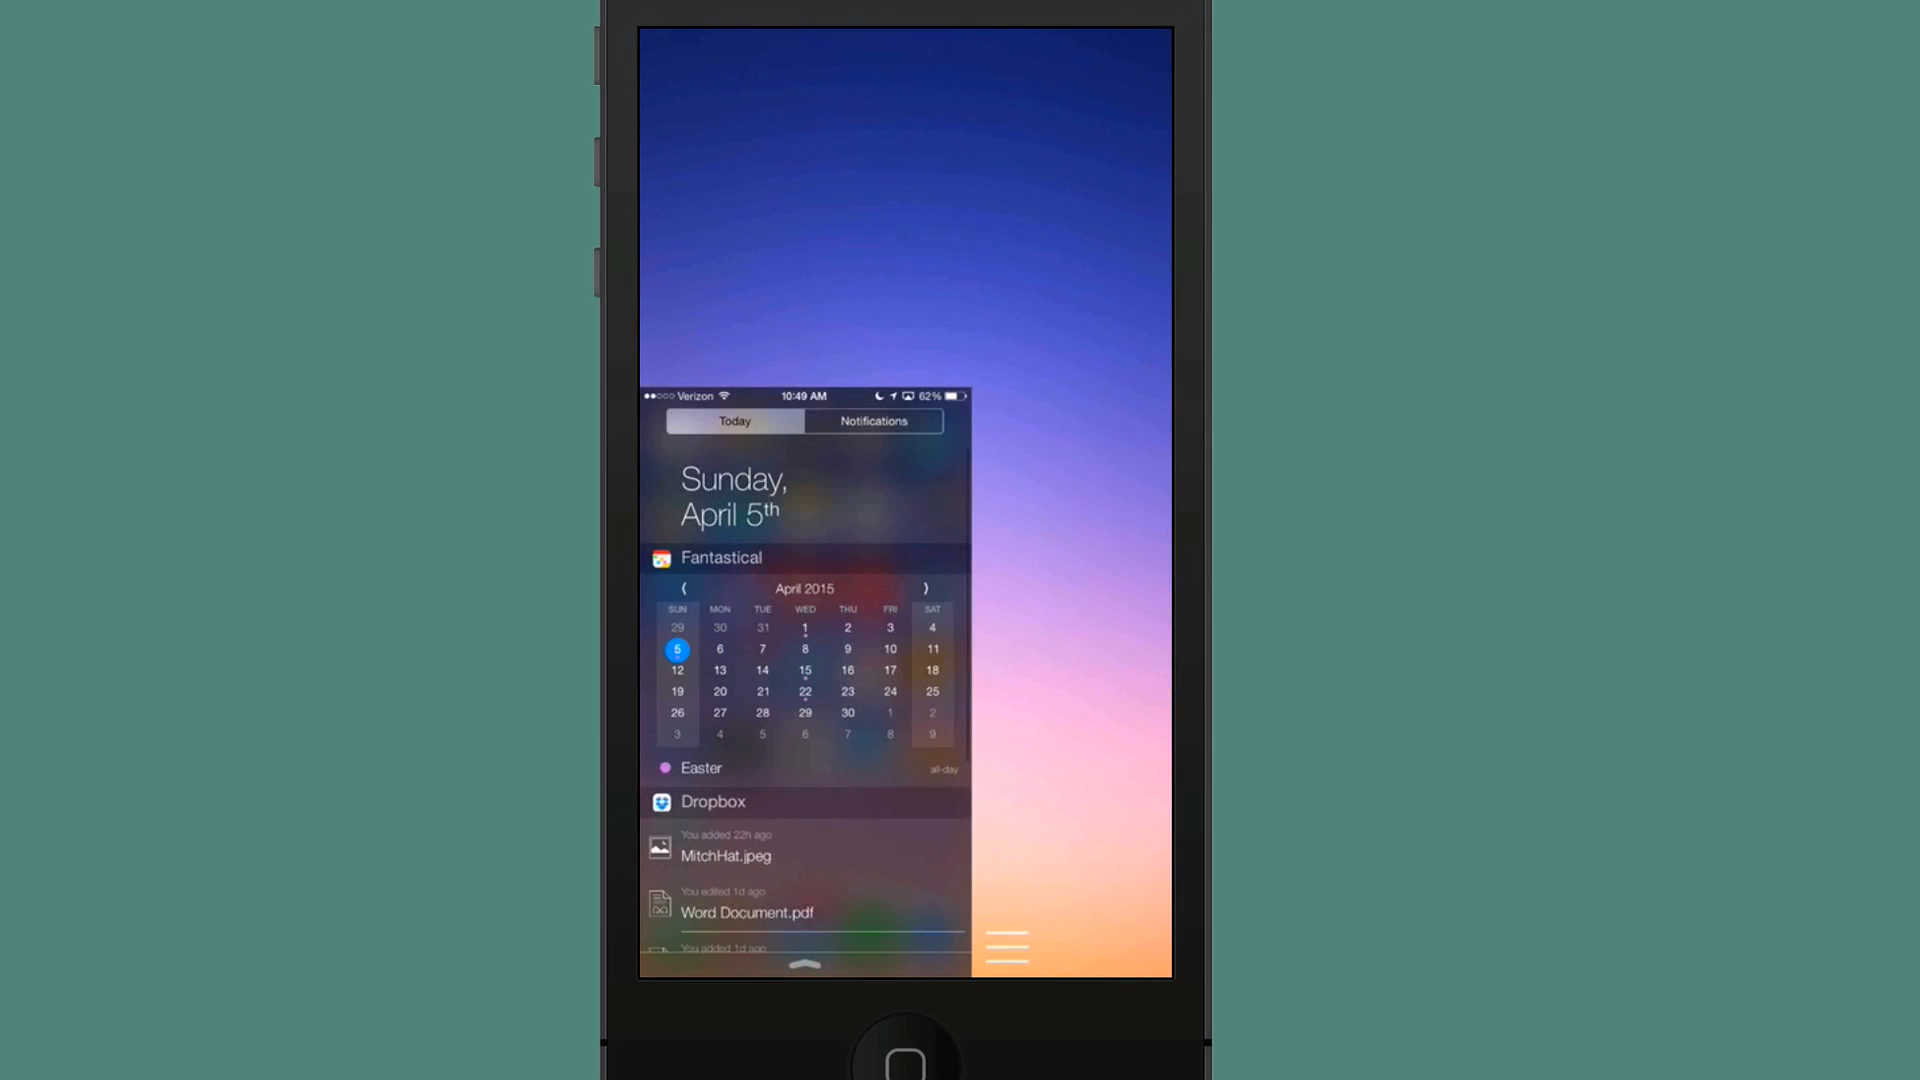 Verizon 10:49 AM 62%
Today Notifications
Sunday,
April 5th
Fantastical
April 2015
SUN MON TUE WED THU FRI SAT
29 30 31 1 2 3 4
5 6 7 8 9 10 11
12 13 14 15 16 17 18
19 20 21 22 23 24 25
26 27 28 29 30 1 2
3 4 5 6 7 8 9
Easter all-day
Dropbox
You added 22h ago
MitchHat.jpeg
You edited 1d ago
Word Document.pdf
You added 1d ago